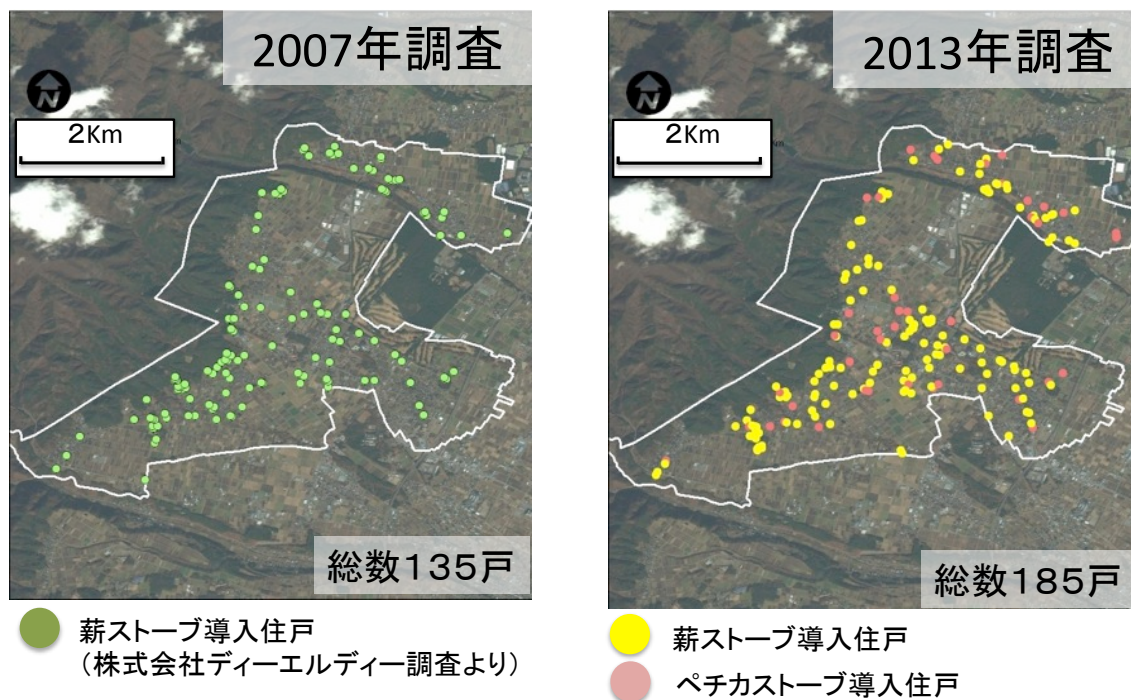 2007年調査
N
2Km
総数135戸
薪ストーブ導入住戸
(株式会社ディーエルディー調査より)
2013年調査
N
2Km
総数185戸
薪ストーブ導入住戸
ペチカストーブ導入住戸